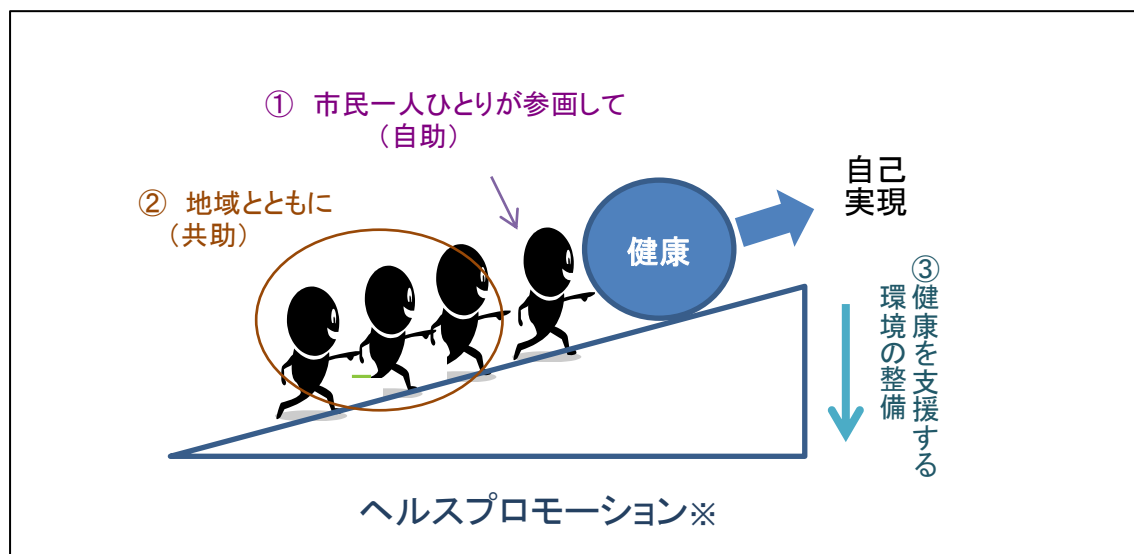 ① 市民一人ひとりが参画して
（自助）
② 地域とともに
（共助）
健康
自己
実現
③健康を支援する
環境の整備
ヘルスプロモーション※